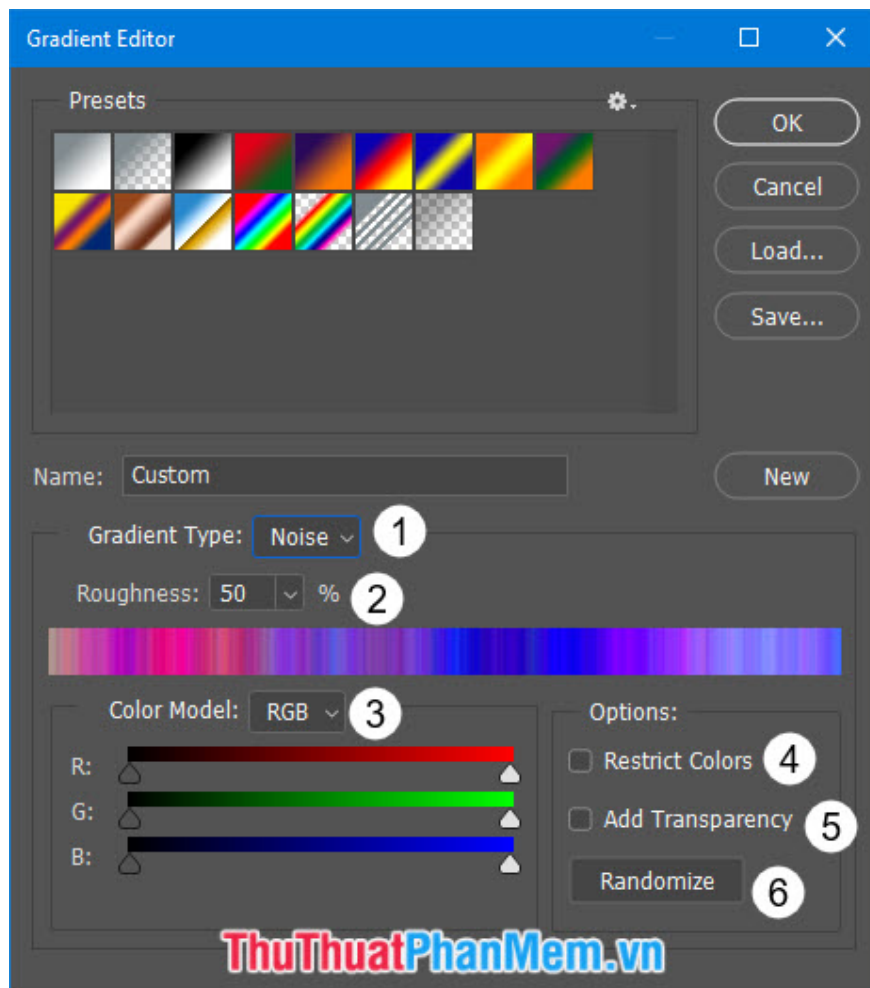 Gradient Editor
Presets
OK
Cancel
Load...
Save...
Name: Custom
New
Gradient Type: Noise 1
Roughness: 50 % 2
Color Model: RGB 3
Options:
R:
Restrict Colors 4
G:
Add Transparency 5
B:
Randomize 6
ThuThuatPhanMem.vn